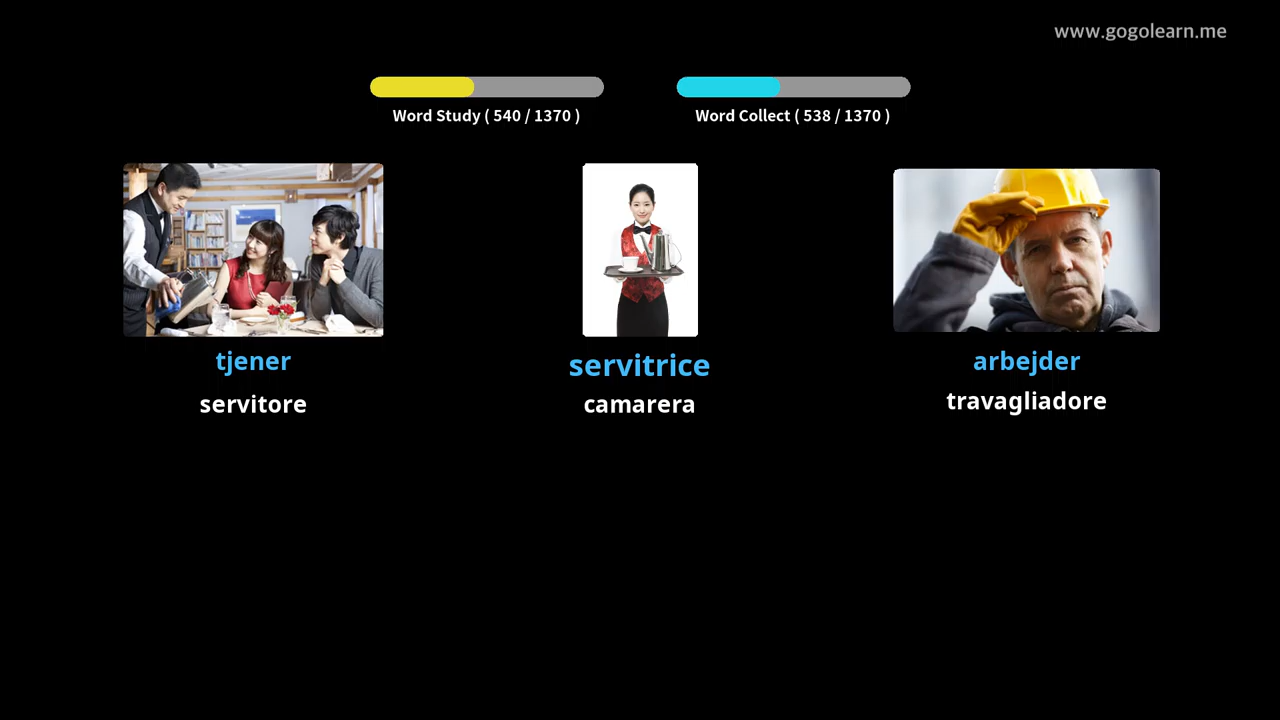 www.gogolearn.me
Word Study ( 540 / 1370 )
Word Collect ( 538 / 1370 )
tjener
servitore
servitrice
camarera
arbejder
travagliadore